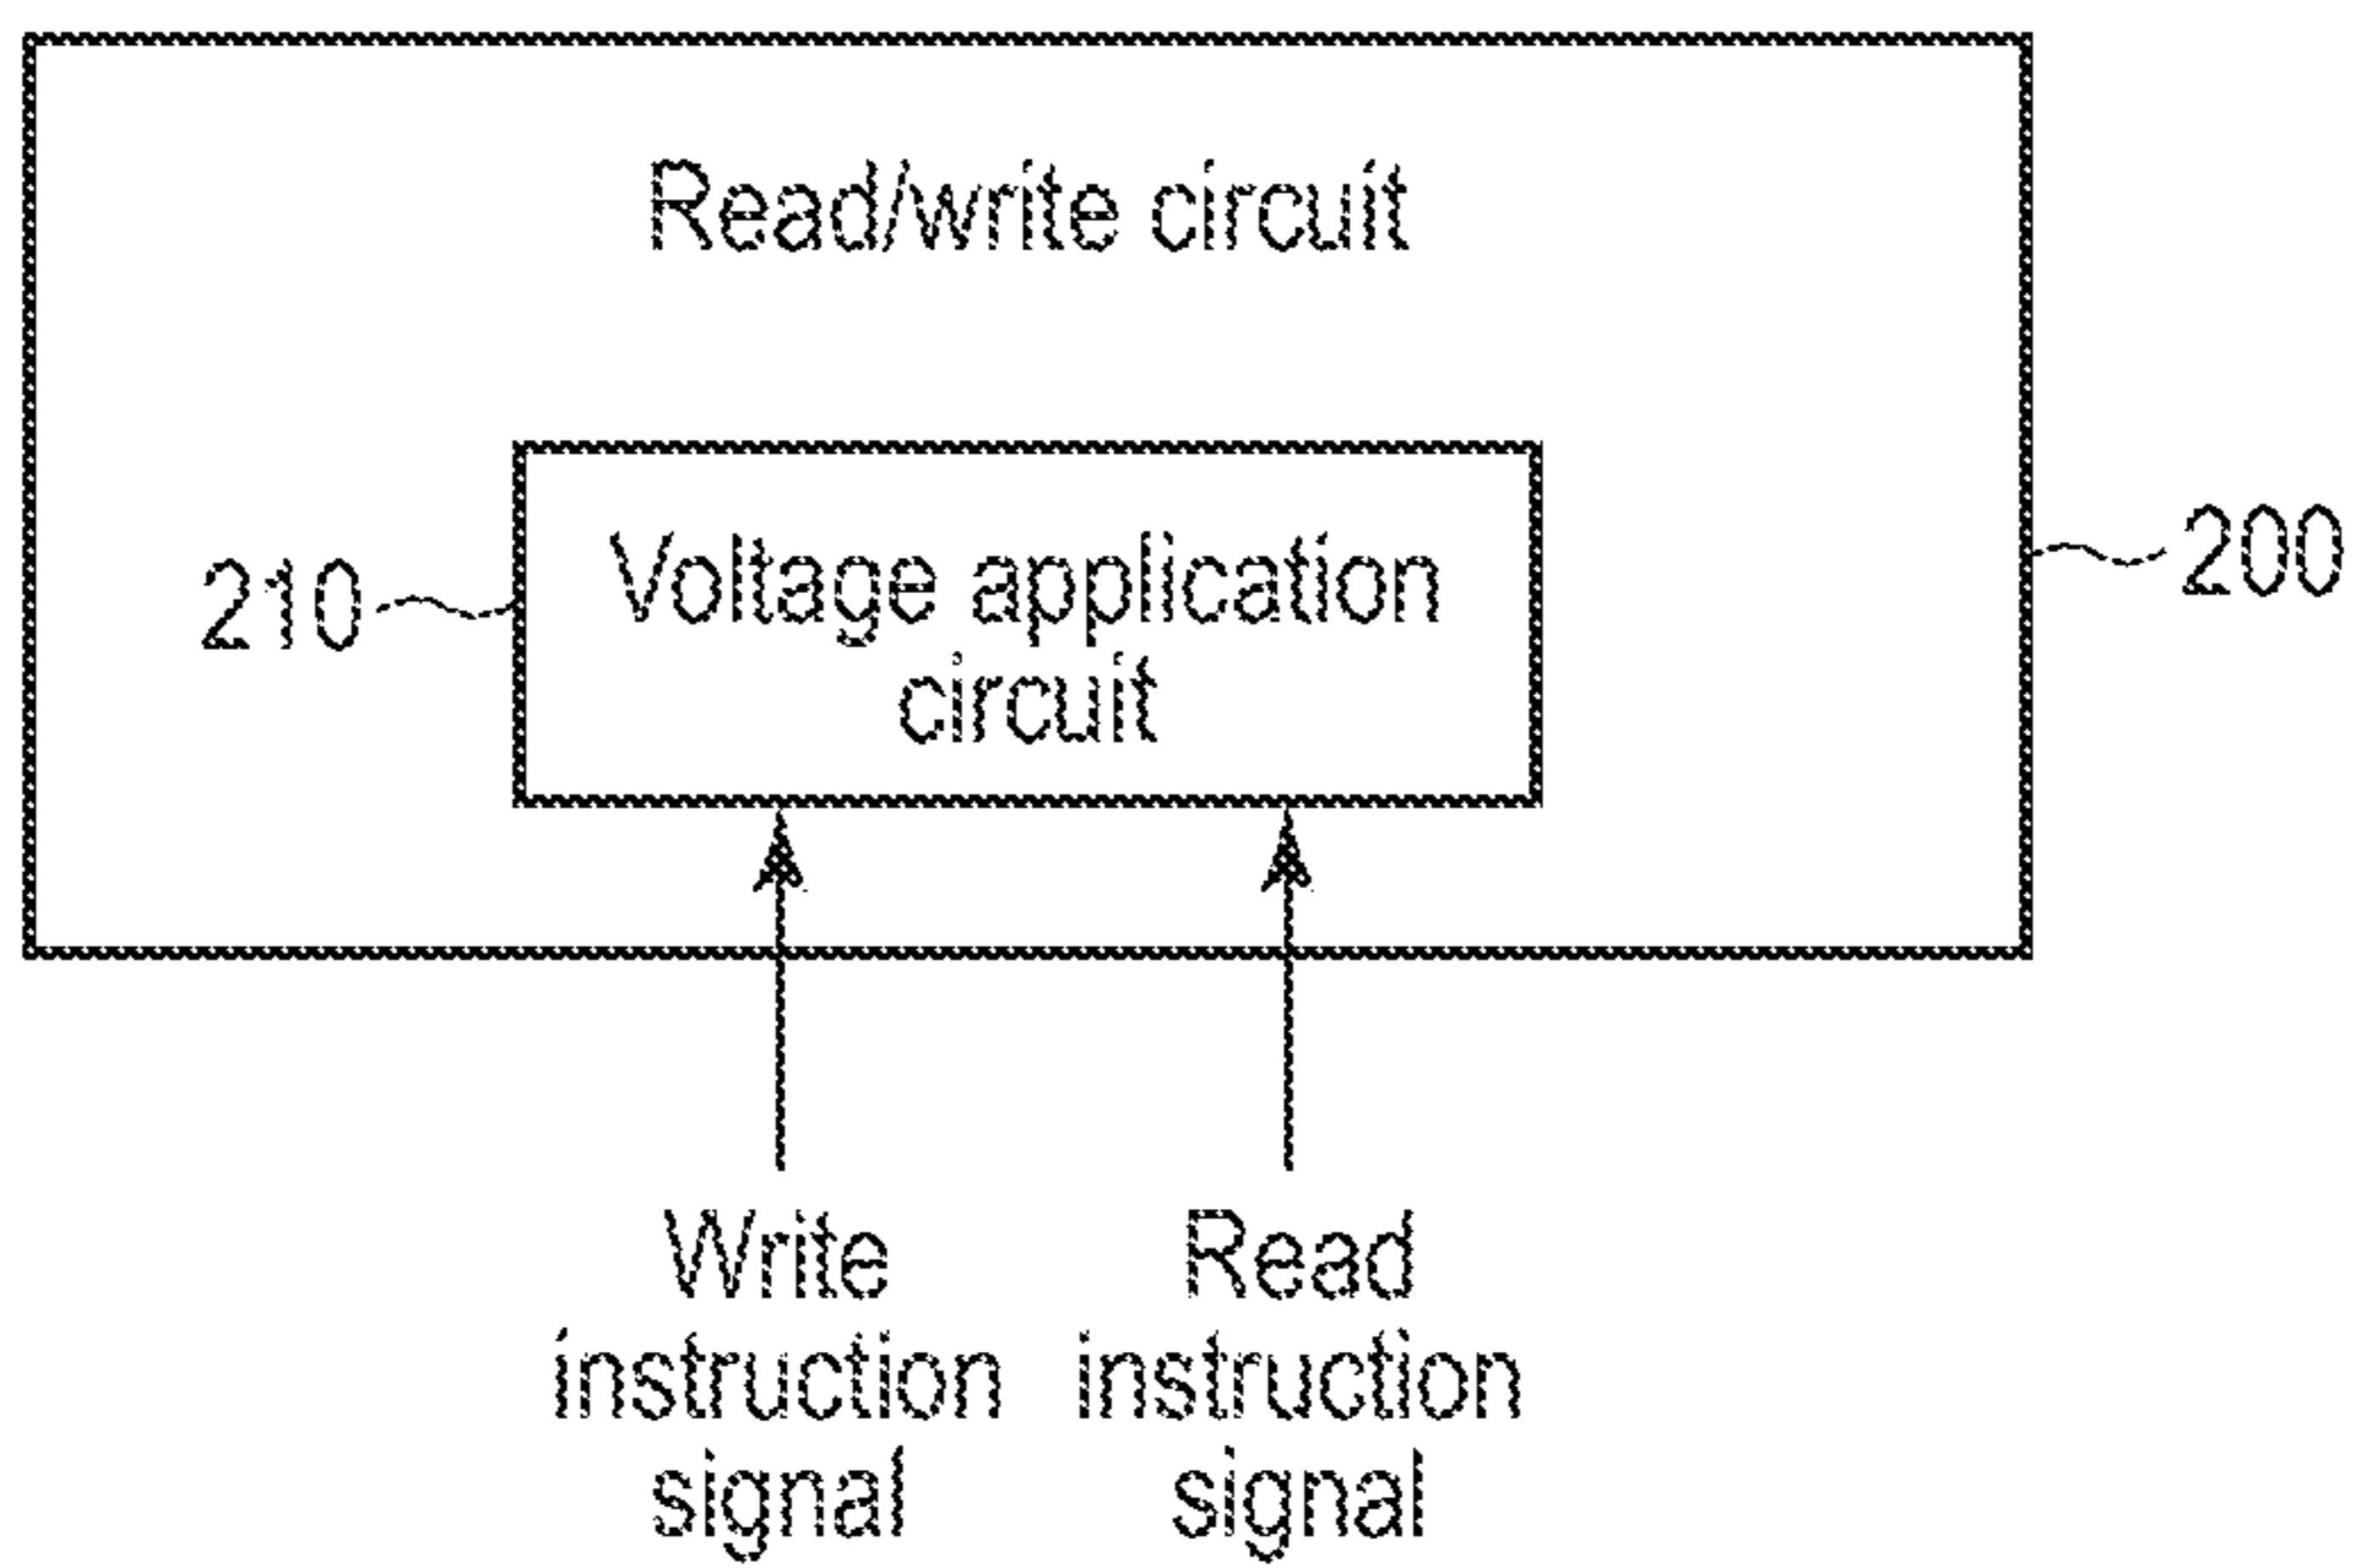 Read/write circuit
200
210
Voltage application
circuit
Write
instruction
signal
Read
instruction
signal